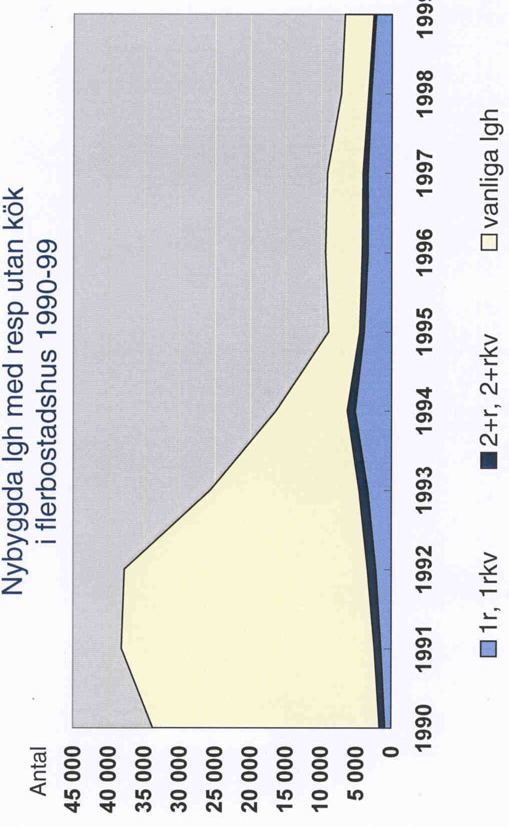 Nybyggda lgh med resp utan kök
i flerbostadshus 1990-99
Antal
45 000
40 000
35 000
30 000
25 000
20 000
15 000
10 000
5 000
0
1990 1991 1992 1993 1994 1995 1996 1997 1998 1999
1r, 1rkv 2+r, 2+rkv vanliga lgh